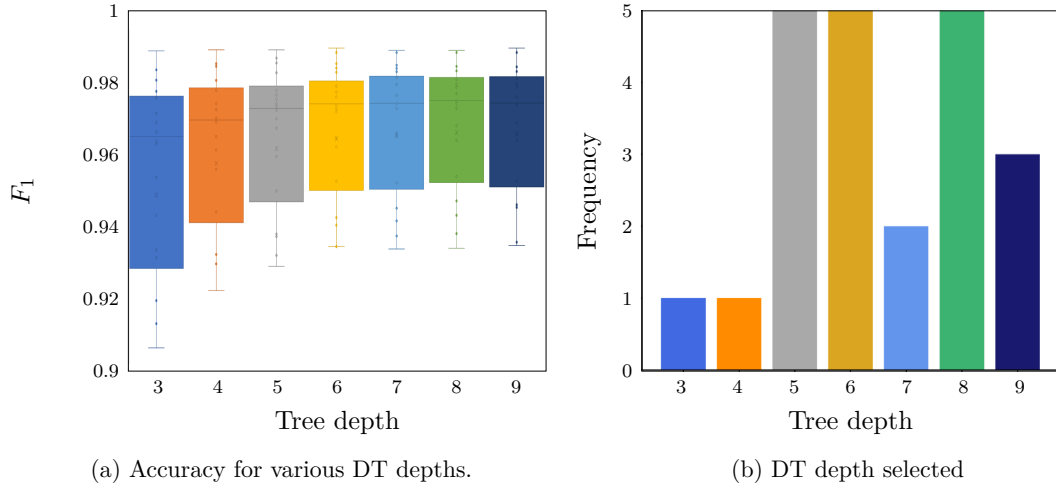 1
0.98
0.96
0.94
0.92
0.9
F1
3 4 5 6 7 8 9
Tree depth
(a) Accuracy for various DT depths.
5
4
3
2
1
0
Frequency
3 4 5 6 7 8 9
Tree depth
(b) DT depth selected